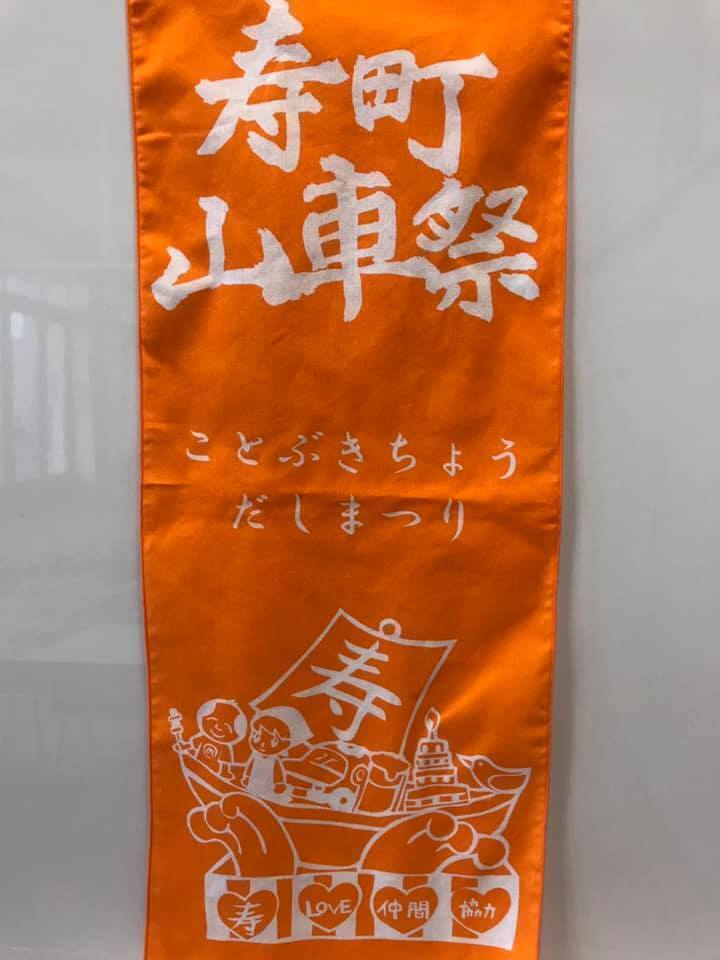 寿町
山車祭
ことぶきちょう
だしまつり
寿
寿 LOVE 仲間 協力